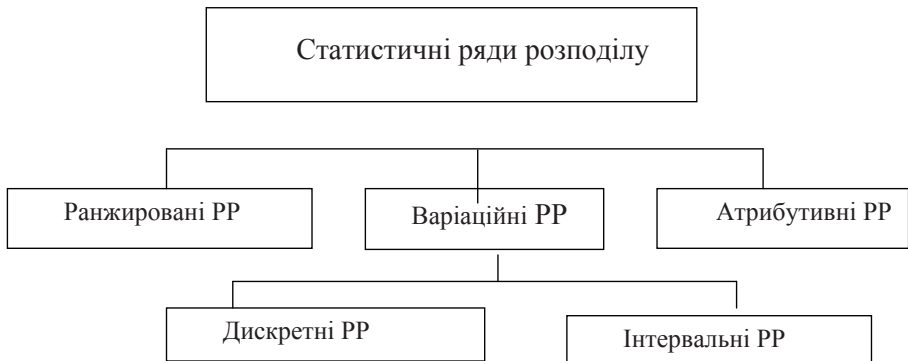 Статистичні ряди розподілу
Ранжировані РР
Варіаційні РР
Атрибутивні РР
Дискретні РР
Інтервальні РР